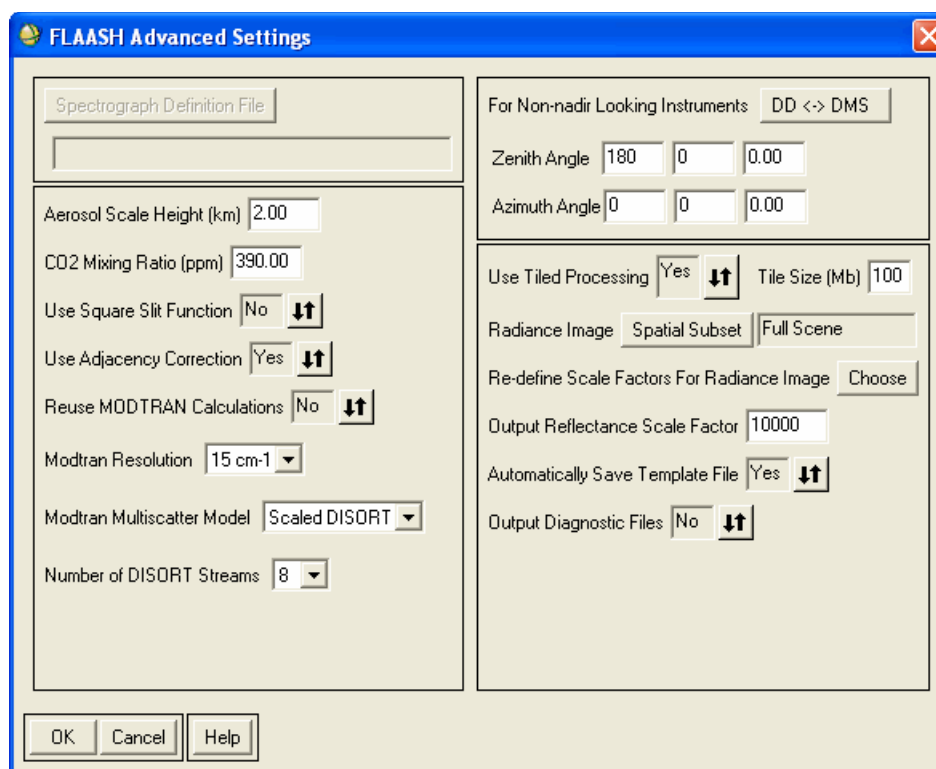 FLAASH Advanced Settings
Spectrograph Definition File
Aerosol Scale Height (km) 2.00
CO2 Mixing Ratio (ppm) 390.00
Use Square Slit Function No
Use Adjacency Correction Yes
Reuse MODTRAN Calculations No
Modtran Resolution 15 cm-1
Modtran Multiscatter Model Scaled DISORT
Number of DISORT Streams 8
For Non-nadir Looking Instruments DD <-> DMS
Zenith Angle 180 0 0.00
Azimuth Angle 0 0 0.00
Use Tiled Processing Yes Tile Size (Mb) 100
Radiance Image Spatial Subset Full Scene
Re-define Scale Factors For Radiance Image Choose
Output Reflectance Scale Factor 10000
Automatically Save Template File Yes
Output Diagnostic Files No
OK Cancel Help